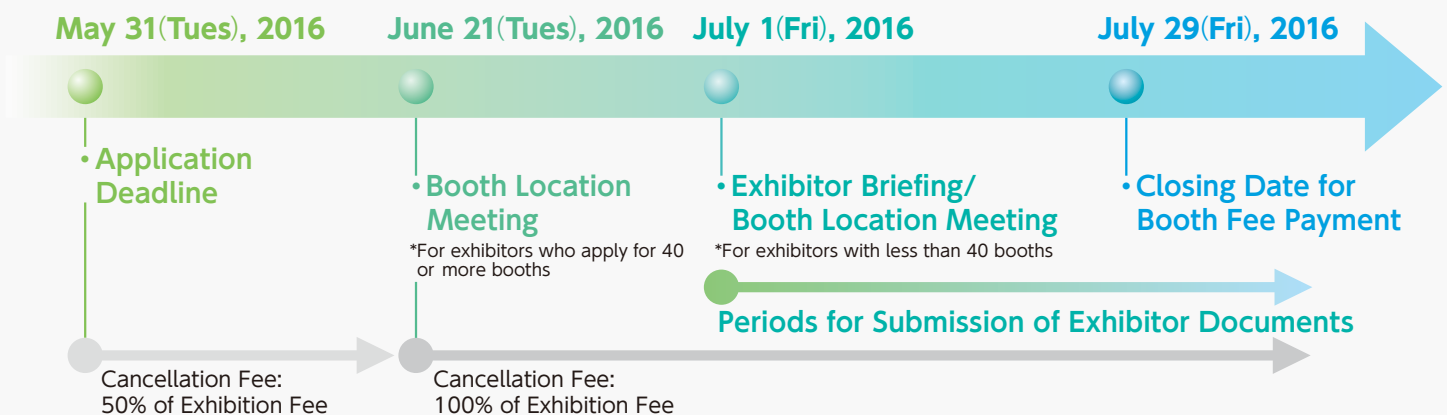 May 31(Tues), 2016
June 21(Tues), 2016
July 1(Fri), 2016
July 29(Fri), 2016
• Application
Deadline
• Booth Location
Meeting
*For exhibitors who apply for 40
or more booths
• Exhibitor Briefing/
Booth Location Meeting
*For exhibitors with less than 40 booths
• Closing Date for
Booth Fee Payment
Periods for Submission of Exhibitor Documents
Cancellation Fee:
50% of Exhibition Fee
Cancellation Fee:
100% of Exhibition Fee